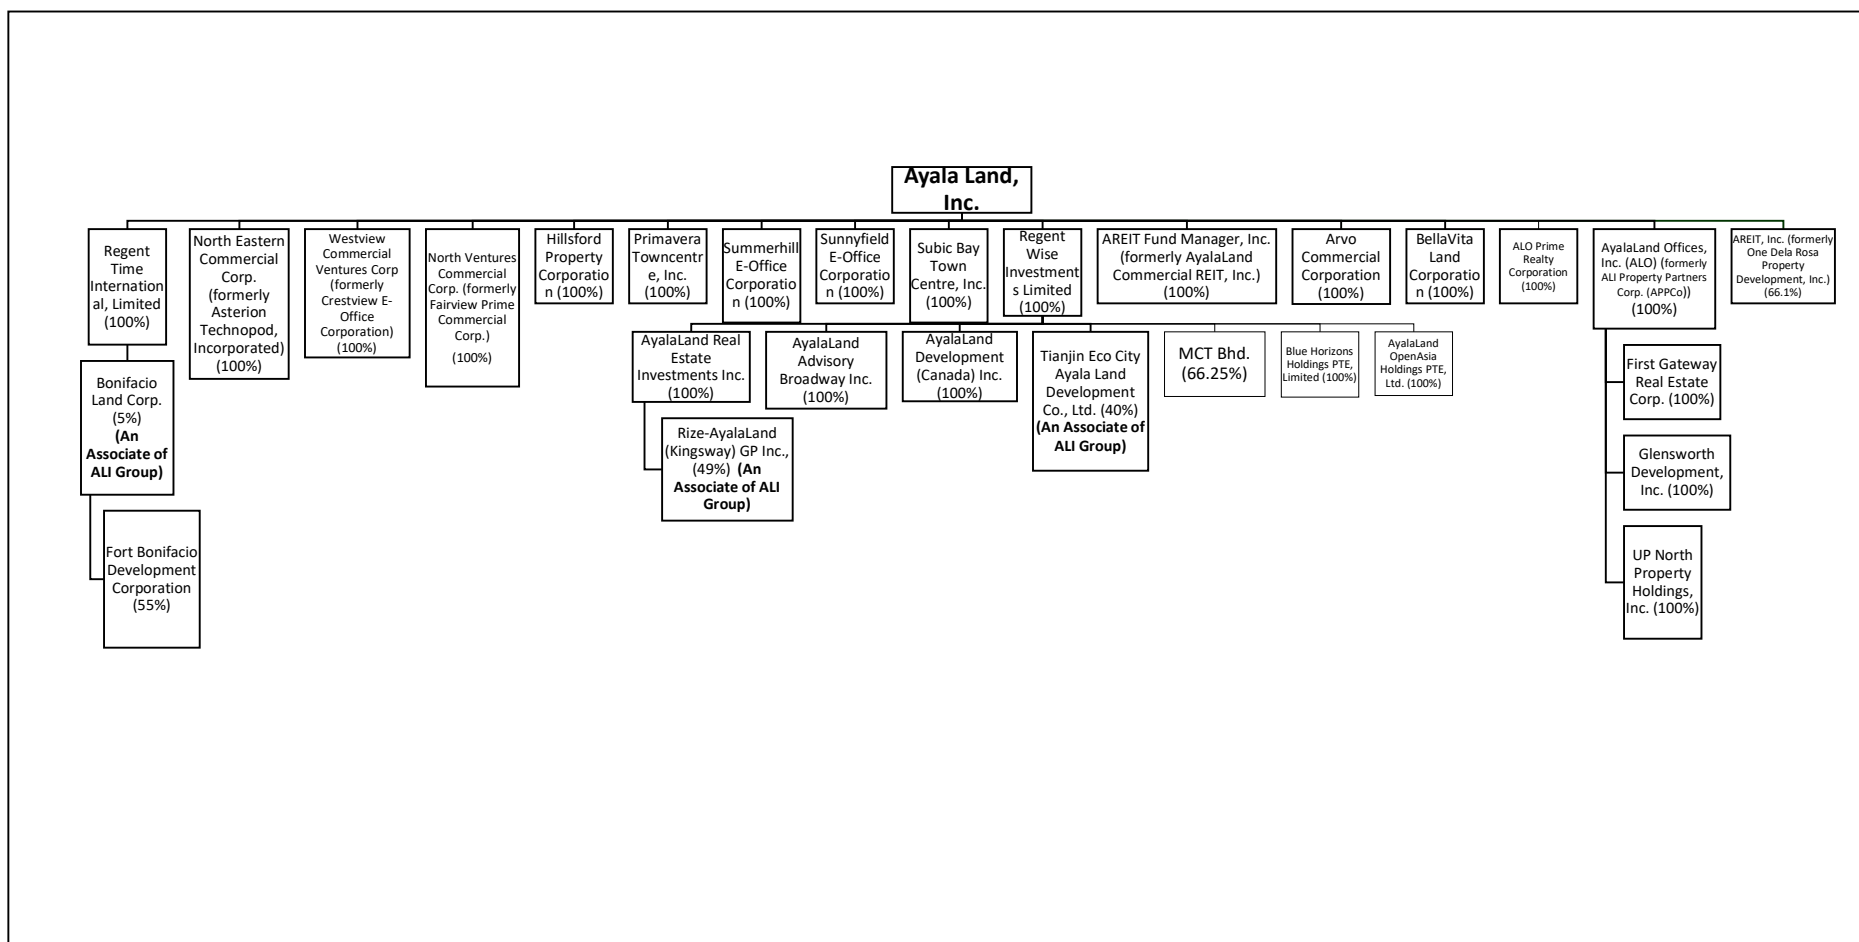 Ayala Land,
Inc.
Regent
Time
Internation
al, Limited
(100%)
North Eastern
Commercial
Corp.
(formerly
Asterion
Technopod,
Incorporated)
(100%)
Westview
Commercial
Ventures Corp
(formerly
Crestview E-
Office
Corporation)
(100%)
North Ventures
Commercial
Corp. (formerly
Fairview Prime
Commercial
Corp.)
(100%)
Hillsford
Property
Corporatio
n (100%)
Primavera
Towncentr
e, Inc.
(100%)
Summerhill
E-Office
Corporatio
n (100%)
Sunnyfield
E-Office
Corporatio
n (100%)
Subic Bay
Town
Centre, Inc.
(100%)
Regent
Wise
Investment
s Limited
(100%)
AREIT Fund Manager, Inc.
(formerly AyalaLand
Commercial REIT, Inc.)
(100%)
Arvo
Commercial
Corporation
(100%)
BellaVita
Land
Corporatio
n (100%)
ALO Prime
Realty
Corporation
(100%)
AyalaLand Offices,
Inc. (ALO) (formerly
ALI Property Partners
Corp. (APPCo))
(100%)
AREIT, Inc. (formerly
One Dela Rosa
Property
Development, Inc.)
(66.1%)
Bonifacio
Land Corp.
(5%)
(An
Associate of
ALI Group)
Fort Bonifacio
Development
Corporation
(55%)
AyalaLand Real
Estate
Investments Inc.
(100%)
Rize-AyalaLand
(Kingsway) GP Inc.,
(49%) (An
Associate of ALI
Group)
AyalaLand
Advisory
Broadway Inc.
(100%)
AyalaLand
Development
(Canada) Inc.
(100%)
Tianjin Eco City
Ayala Land
Development
Co., Ltd. (40%)
(An Associate of
ALI Group)
MCT Bhd.
(66.25%)
Blue Horizons
Holdings PTE,
Limited (100%)
AyalaLand
OpenAsia
Holdings PTE,
Ltd. (100%)
First Gateway
Real Estate
Corp. (100%)
Glensworth
Development,
Inc. (100%)
UP North
Property
Holdings,
Inc. (100%)